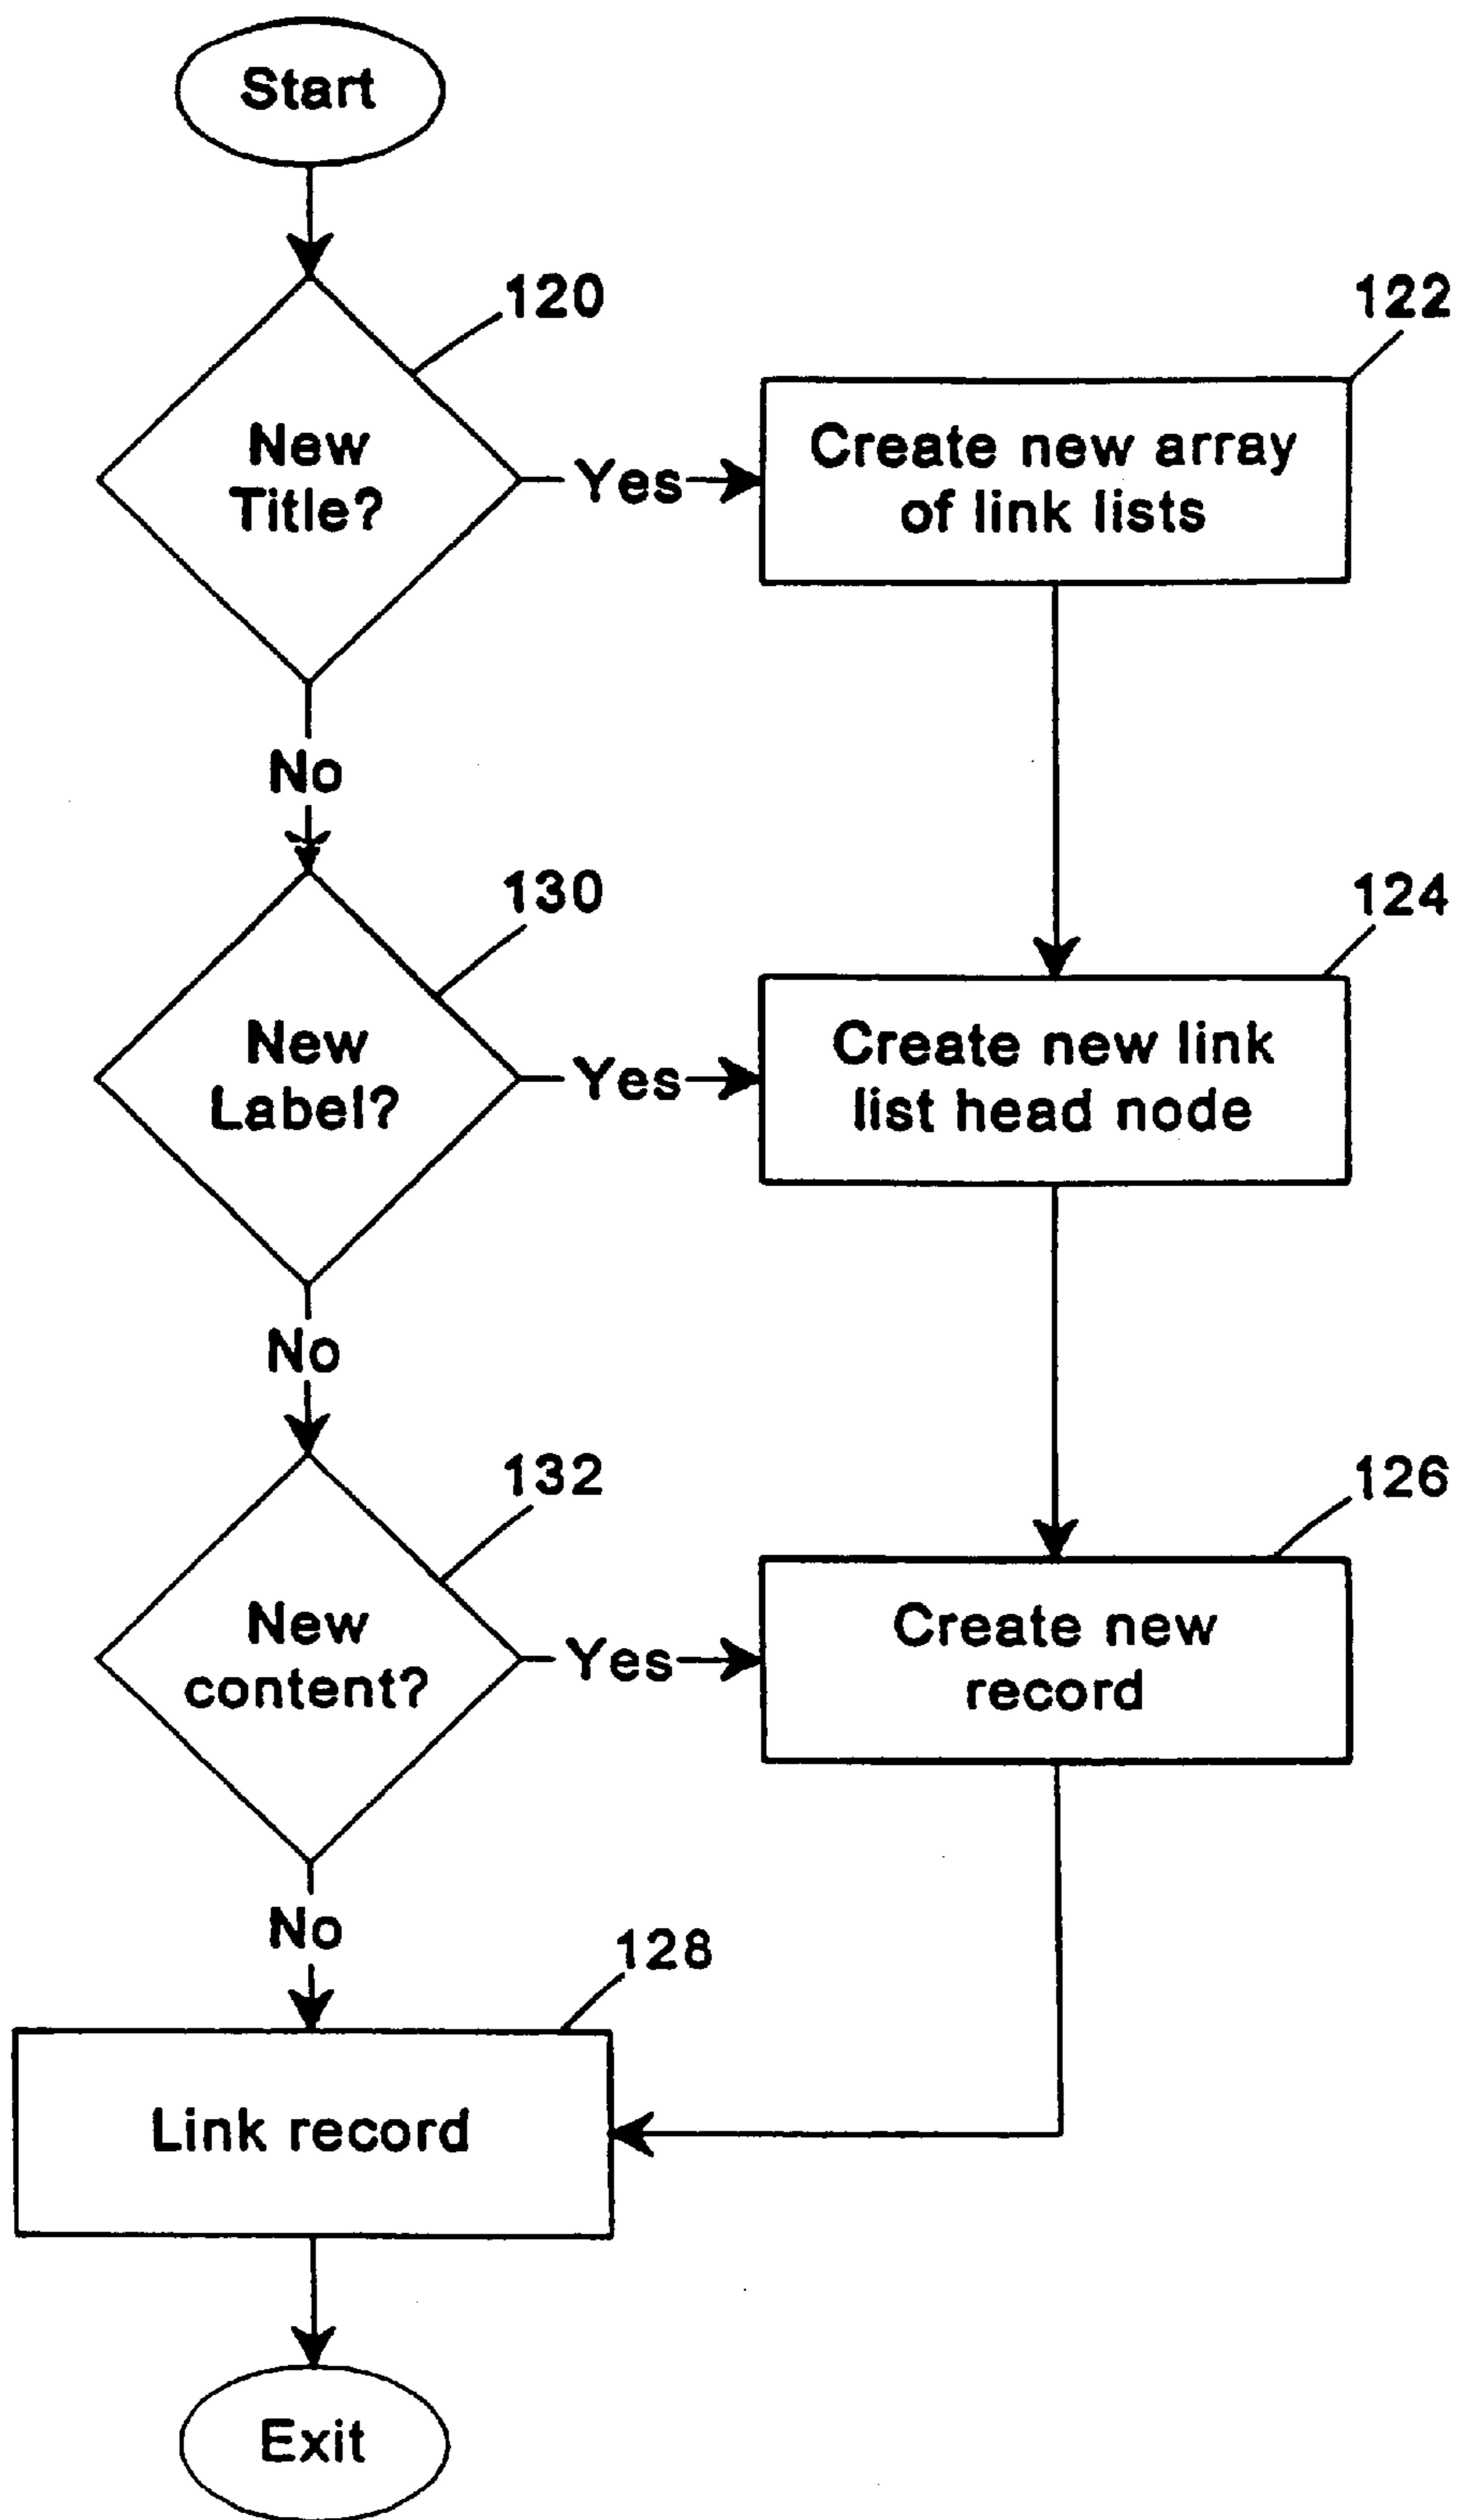 Start
120
122
New
Title?
Yes
Create new array
of link lists
No
130
124
New
Label?
Yes
Create new link
list head node
No
132
126
New
content?
Yes
Create new
record
No
128
Link record
Exit